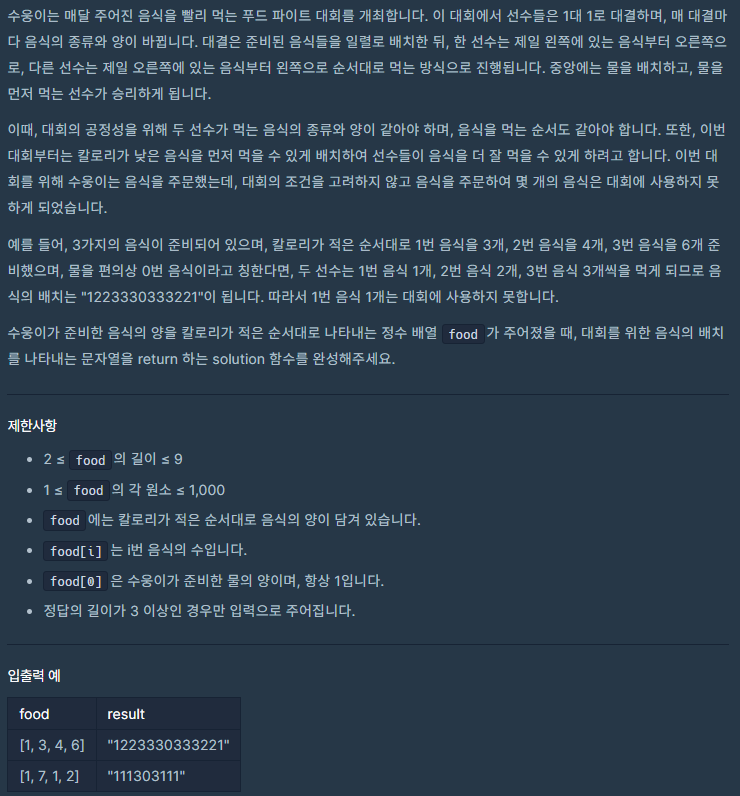 수웅이는 매달 주어진 음식을 빨리 먹는 푸드 파이트 대회를 개최합니다. 이 대회에서 선수들은 1대 1로 대결하며, 매 대결마
다 음식의 종류와 양이 바뀝니다. 대결은 준비된 음식들을 일렬로 배치한 뒤, 한 선수는 제일 왼쪽에 있는 음식부터 오른쪽으
로, 다른 선수는 제일 오른쪽에 있는 음식부터 왼쪽으로 순서대로 먹는 방식으로 진행됩니다. 중앙에는 물을 배치하고, 물을
먼저 먹는 선수가 승리하게 됩니다.
이때, 대회의 공정성을 위해 두 선수가 먹는 음식의 종류와 양이 같아야 하며, 음식을 먹는 순서도 같아야 합니다. 또한, 이번
대회부터는 칼로리가 낮은 음식을 먼저 먹을 수 있게 배치하여 선수들이 음식을 더 잘 먹을 수 있게 하려고 합니다. 이번 대
회를 위해 수웅이는 음식을 주문했는데, 대회의 조건을 고려하지 않고 음식을 주문하여 몇 개의 음식은 대회에 사용하지 못
하게 되었습니다.
예를 들어, 3가지의 음식이 준비되어 있으며, 칼로리가 적은 순서대로 1번 음식을 3개, 2번 음식을 4개, 3번 음식을 6개 준
비했으며, 물을 편의상 0번 음식이라고 칭한다면, 두 선수는 1번 음식 1개, 2번 음식 2개, 3번 음식 3개씩을 먹게 되므로 음
식의 배치는 "1223330333221"이 됩니다. 따라서 1번 음식 1개는 대회에 사용하지 못합니다.
수웅이가 준비한 음식의 양을 칼로리가 적은 순서대로 나타내는 정수 배열 food 가 주어졌을 때, 대회를 위한 음식의 배치
를 나타내는 문자열을 return 하는 solution 함수를 완성해주세요.
제한사항
• 2 ≤ food 의 길이 ≤ 9
• 1 ≤ food 의 각 원소 ≤ 1,000
• food 에는 칼로리가 적은 순서대로 음식의 양이 담겨 있습니다.
• food[i] 는 i번 음식의 수입니다.
• food[0] 은 수웅이가 준비한 물의 양이며, 항상 1입니다.
• 정답의 길이가 3 이상인 경우만 입력으로 주어집니다.
입출력 예
food result
[1, 3, 4, 6] "1223330333221"
[1, 7, 1, 2] "111303111"